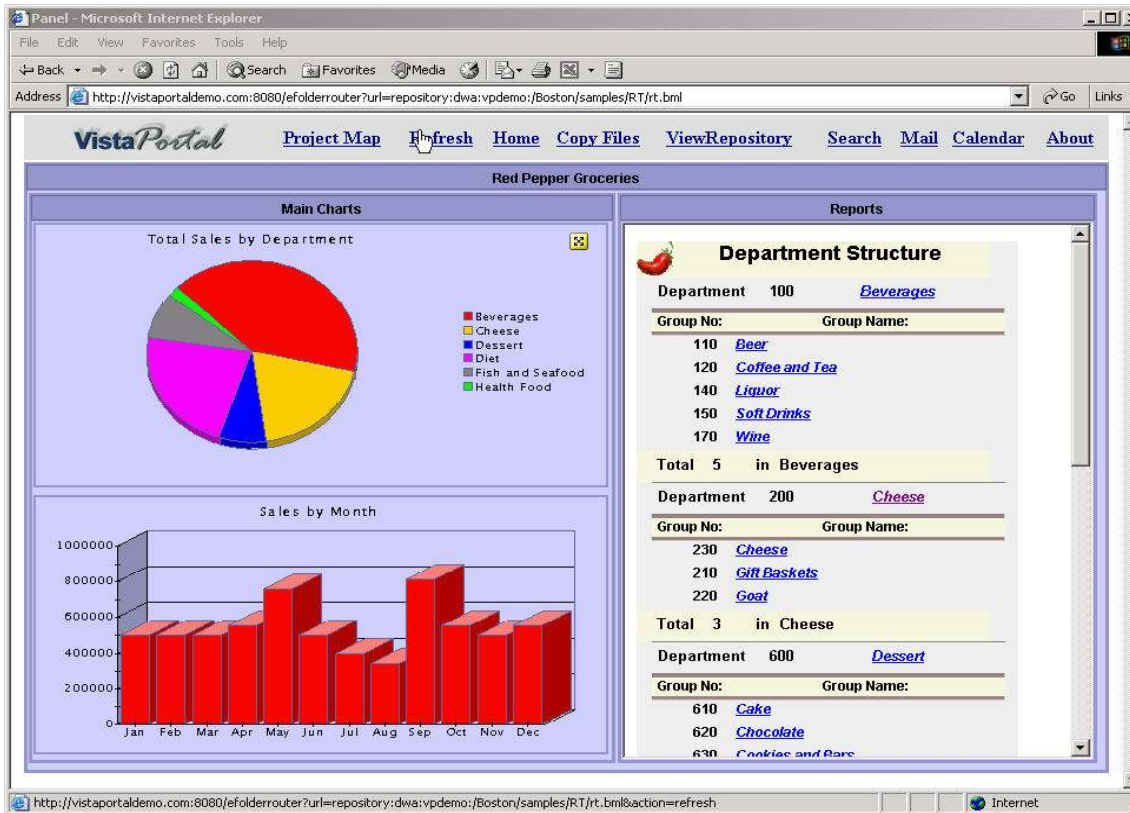 Panel - Microsoft Internet Explorer
File Edit View Favorites Tools Help
Back Search Favorites Media
Address http://vistaportaldemo.com:8080/efolderrouter?url=repository:dwa:vpdemo:/Boston/samples/RT/rt.bml Go Links
VistaPortal Project Map Refresh Home Copy Files ViewRepository Search Mail Calendar About
Red Pepper Groceries
Main Charts
Total Sales by Department
Beverages
Cheese
Dessert
Diet
Fish and Seafood
Health Food
Sales by Month
1000000
800000
600000
400000
200000
0
Jan Feb Mar Apr May Jun Jul Aug Sep Oct Nov Dec
Reports
Department Structure
Department 100 Beverages
Group No: Group Name:
110 Beer
120 Coffee and Tea
140 Liquor
150 Soft Drinks
170 Wine
Total 5 in Beverages
Department 200 Cheese
Group No: Group Name:
230 Cheese
210 Gift Baskets
220 Goat
Total 3 in Cheese
Department 600 Dessert
Group No: Group Name:
610 Cake
620 Chocolate
630 Cookies and Bars
http://vistaportaldemo.com:8080/efolderrouter?url=repository:dwa:vpdemo:/Boston/samples/RT/rt.bml&action=refresh Internet